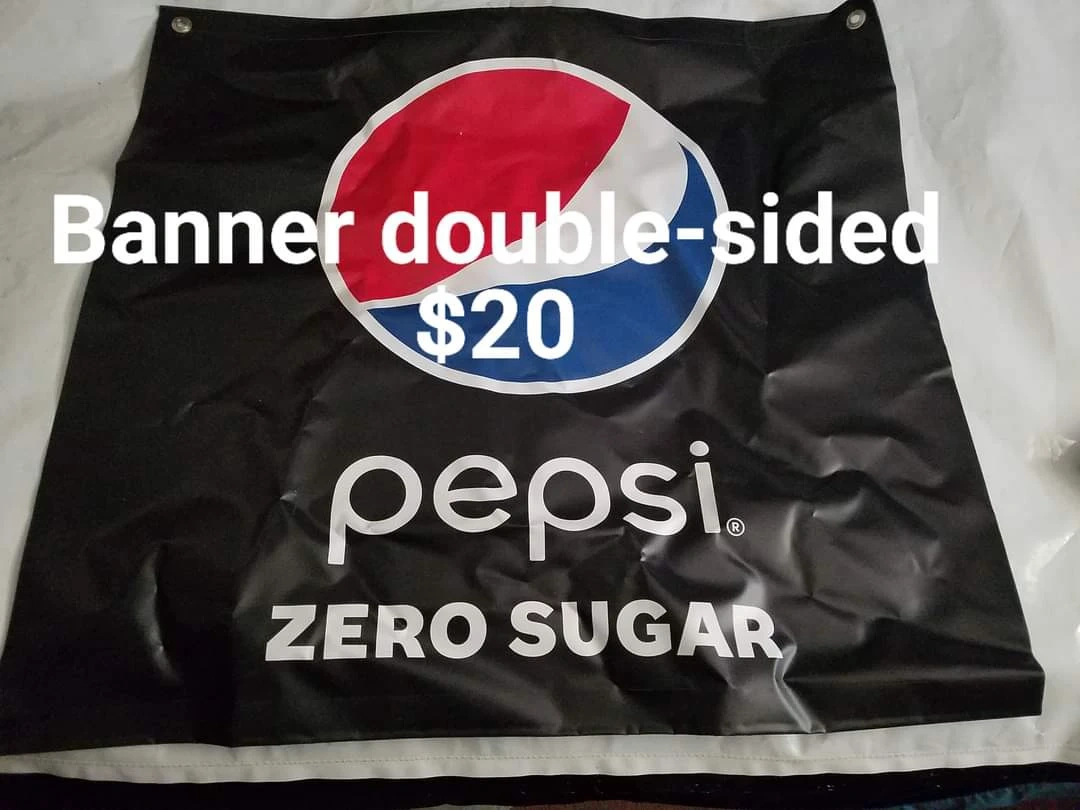 Banner double-sided
$20
pepsi®
ZERO SUGAR